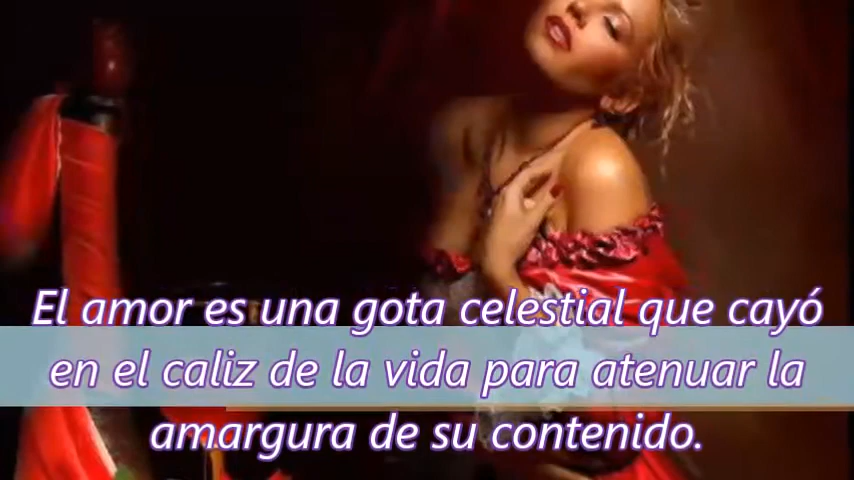 El amor es una gota celestial que cayó
en el caliz de la vida para atenuar la
amargura de su contenido.